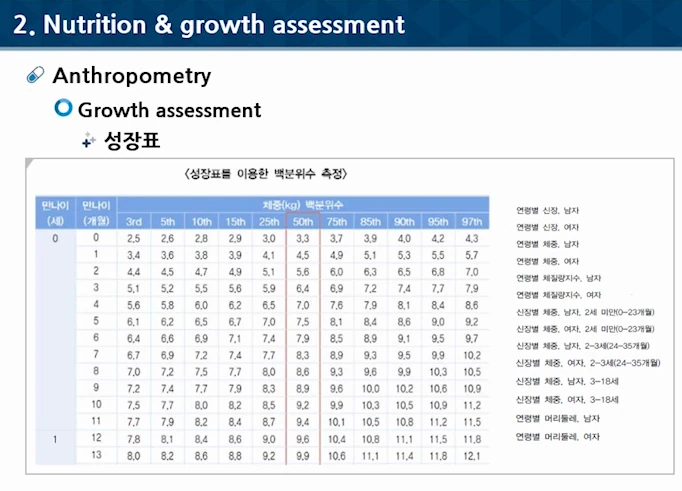 2. Nutrition & growth assessment
Anthropometry
Growth assessment
성장표
<성장표를 이용한 백분위수 측정>
만나이 (세) 만나이 (개월) 체중(kg) 백분위수
3rd 5th 10th 15th 25th 50th 75th 85th 90th 95th 97th
0 0 2.5 2.6 2.8 2.9 3.0 3.3 3.7 3.9 4.0 4.2 4.3
1 3.4 3.6 3.8 3.9 4.1 4.5 4.9 5.1 5.3 5.5 5.7
2 4.4 4.5 4.7 4.9 5.1 5.6 6.0 6.3 6.5 6.8 7.0
3 5.1 5.2 5.5 5.6 5.9 6.4 6.9 7.2 7.4 7.7 7.9
4 5.6 5.8 6.0 6.2 6.5 7.0 7.6 7.9 8.1 8.4 8.6
5 6.1 6.2 6.5 6.7 7.0 7.5 8.1 8.4 8.6 9.0 9.2
6 6.4 6.6 6.9 7.1 7.4 7.9 8.5 8.9 9.1 9.5 9.7
7 6.7 6.9 7.2 7.4 7.7 8.3 8.9 9.3 9.5 9.9 10.2
8 7.0 7.2 7.5 7.7 8.0 8.6 9.3 9.6 9.9 10.3 10.5
9 7.2 7.4 7.7 7.9 8.3 8.9 9.6 10.0 10.2 10.6 10.9
10 7.5 7.7 8.0 8.2 8.5 9.2 9.9 10.3 10.5 10.9 11.2
11 7.7 7.9 8.2 8.4 8.7 9.4 10.1 10.5 10.8 11.2 11.5
1 12 7.8 8.1 8.4 8.6 9.0 9.6 10.4 10.8 11.1 11.5 11.8
13 8.0 8.2 8.6 8.8 9.2 9.9 10.6 11.1 11.4 11.8 12.1
연령별 신장, 남자
연령별 신장, 여자
연령별 체중, 남자
연령별 체중, 여자
연령별 체질량지수, 남자
연령별 체질량지수, 여자
신장별 체중, 남자, 2세 미만(0-23개월)
신장별 체중, 여자, 2세 미만(0-23개월)
신장별 체중, 남자, 2-3세(24-35개월)
신장별 체중, 여자, 2-3세(24-35개월)
신장별 체중, 남자, 3-18세
신장별 체중, 여자, 3-18세
연령별 머리둘레, 남자
연령별 머리둘레, 여자